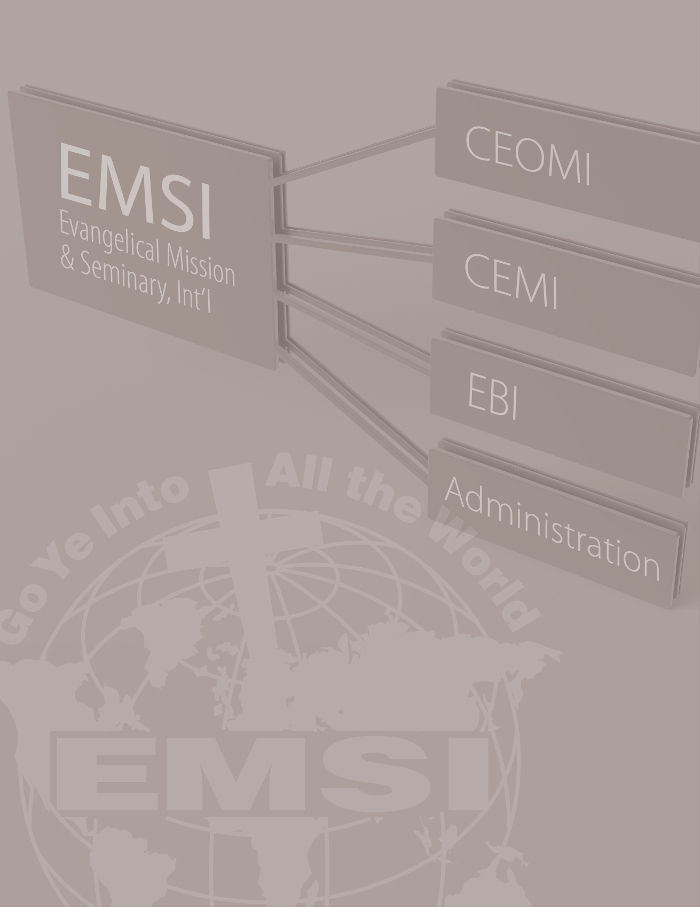 EMSI
Evangelical Mission
& Seminary, Int'l
CEOMI
CEMI
EBI
Administration
Go Ye Into All the World
EMSI